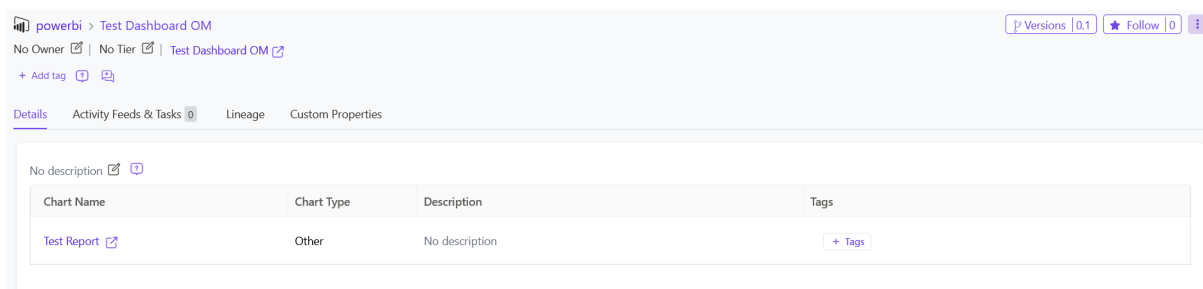 powerbi > Test Dashboard OM Versions | 0.1 Follow | 0
No Owner | No Tier | Test Dashboard OM
+ Add tag
Details Activity Feeds & Tasks 0 Lineage Custom Properties
No description
Chart Name Chart Type Description Tags
Test Report Other No description + Tags